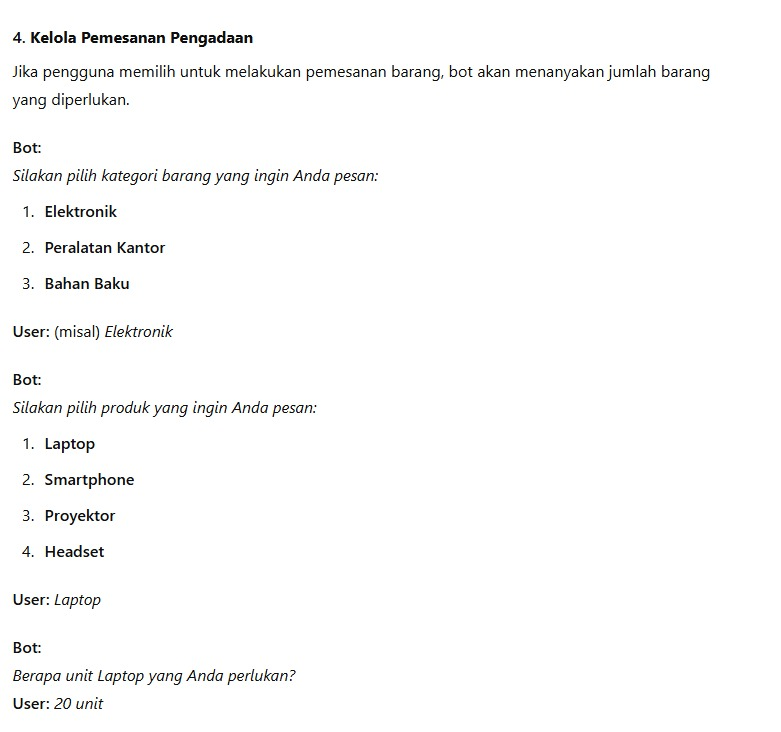 4. Kelola Pemesanan Pengadaan
Jika pengguna memilih untuk melakukan pemesanan barang, bot akan menanyakan jumlah barang
yang diperlukan.
Bot:
Silakan pilih kategori barang yang ingin Anda pesan:
1. Elektronik
2. Peralatan Kantor
3. Bahan Baku
User: (misal) Elektronik
Bot:
Silakan pilih produk yang ingin Anda pesan:
1. Laptop
2. Smartphone
3. Proyektor
4. Headset
User: Laptop
Bot:
Berapa unit Laptop yang Anda perlukan?
User: 20 unit